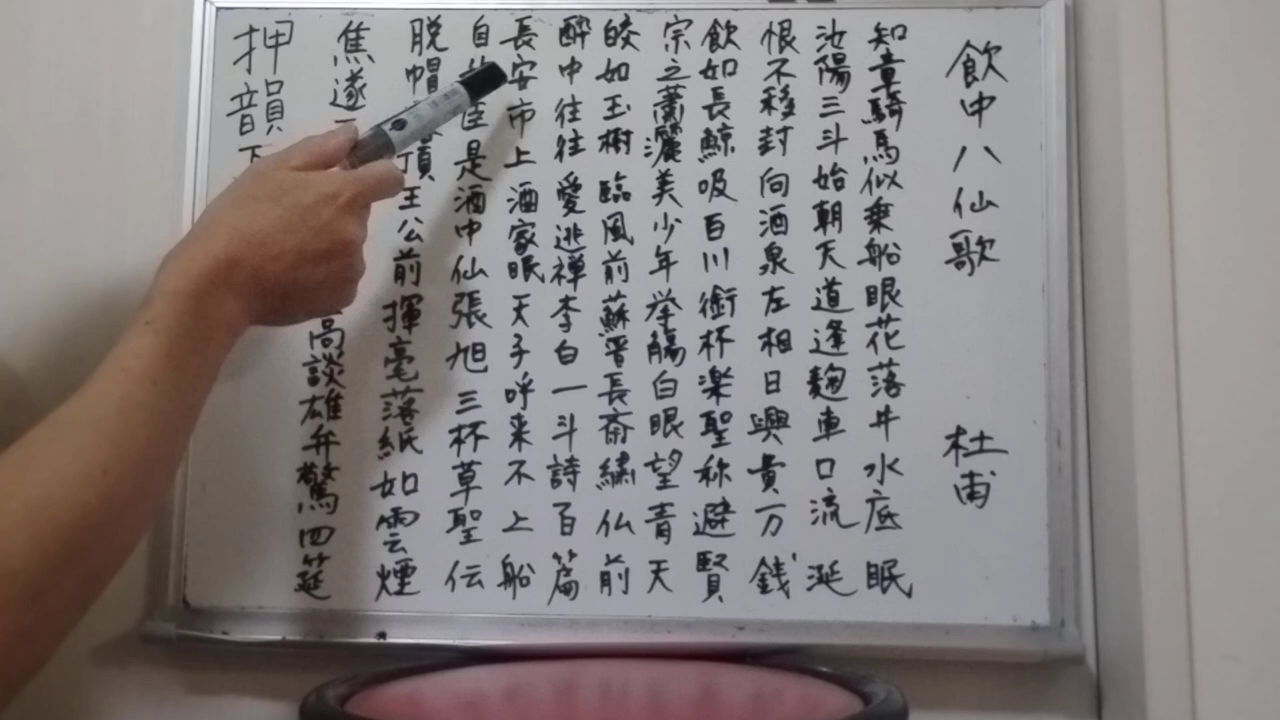 飲中八仙歌 杜甫
知章騎馬似乗船眼花落井水底眠
汝陽三斗始朝天道逢麹車口流涎
恨不移封向酒泉左相日興費万銭
飲如長鯨吸百川銜杯楽聖称避賢
宗之蕭灑美少年挙觴白眼望青天
皎如玉樹臨風前蘇晋長斎繍仏前
酔中往往愛逃禅李白一斗詩百篇
長安市上酒家眠天子呼来不上船
自臣是酒中仙張旭三杯草聖伝
脱帽頂王公前揮毫落紙如雲煙
焦遂高談雄弁驚四筵
押韻